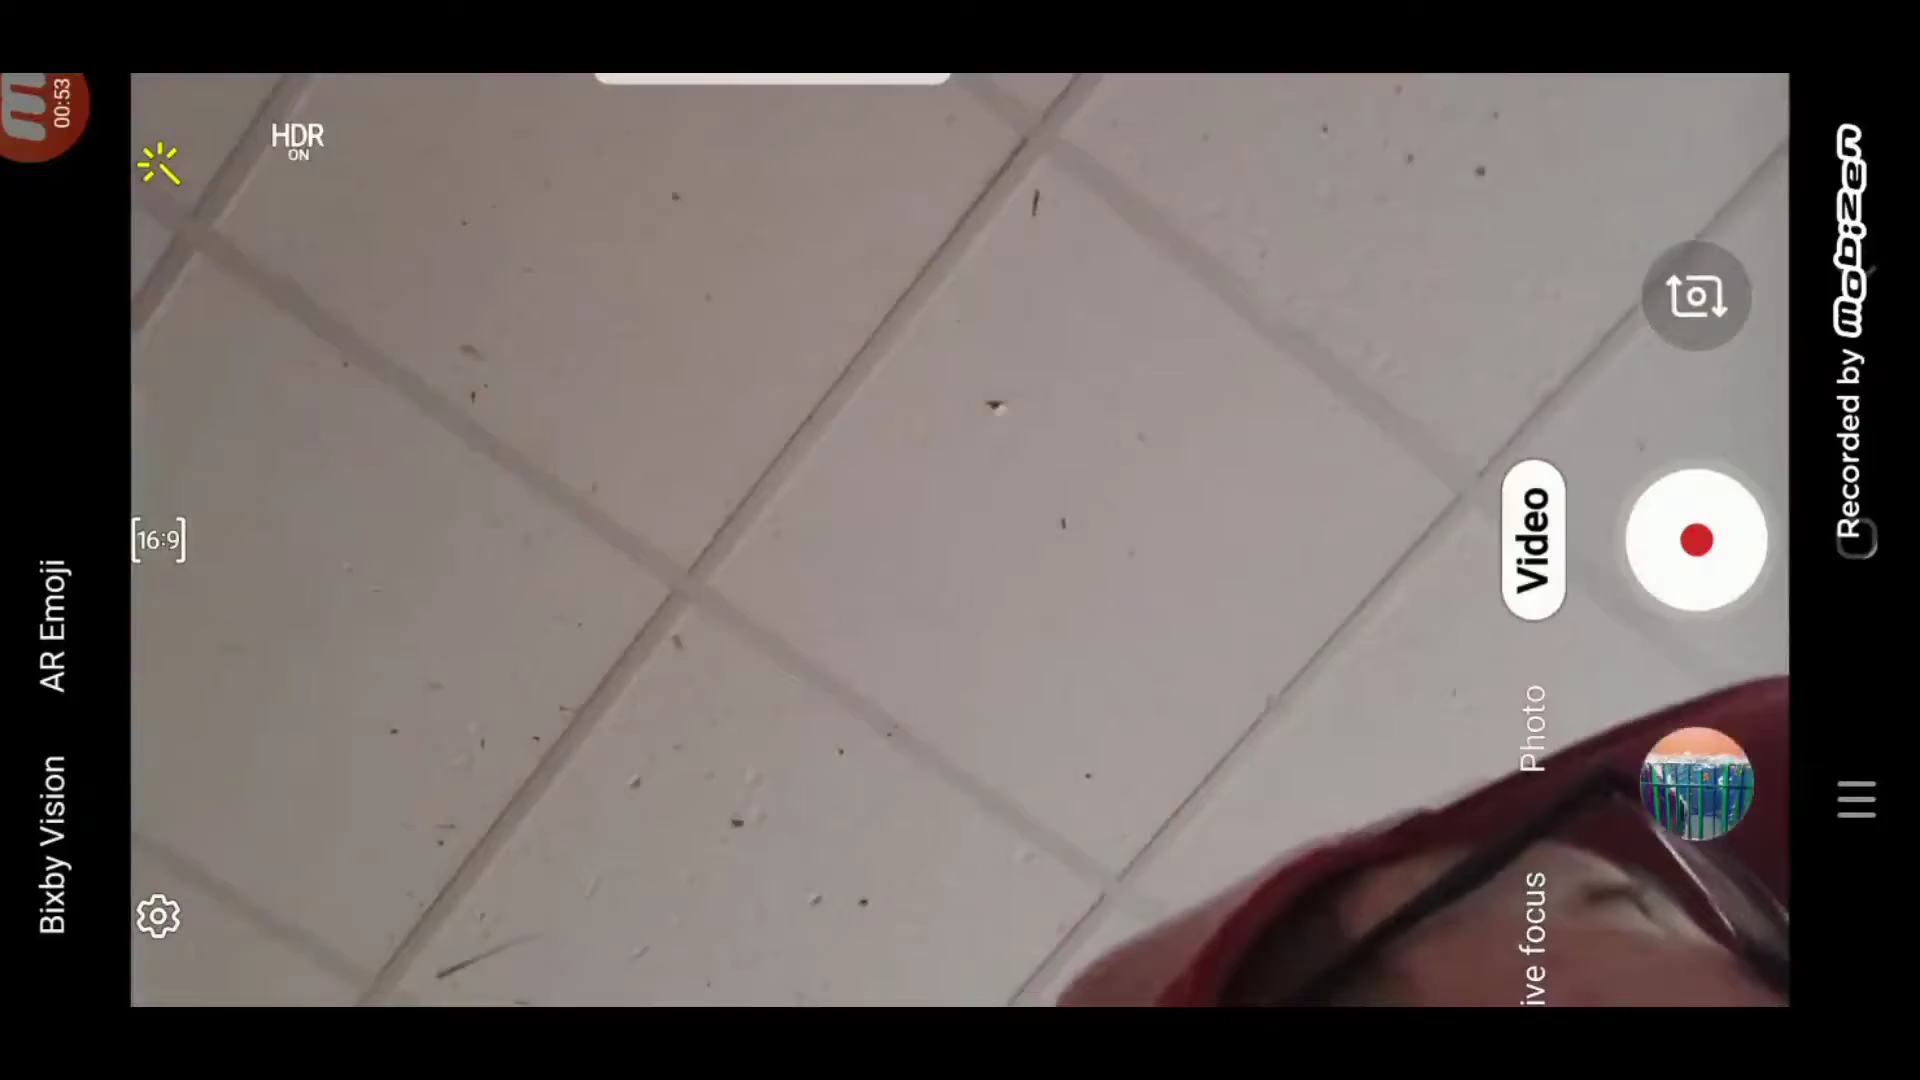 00:53
HDR
ON
16:9
AR Emoji
Bixby Vision
Video
Photo
ive focus
Recorded by mobizen